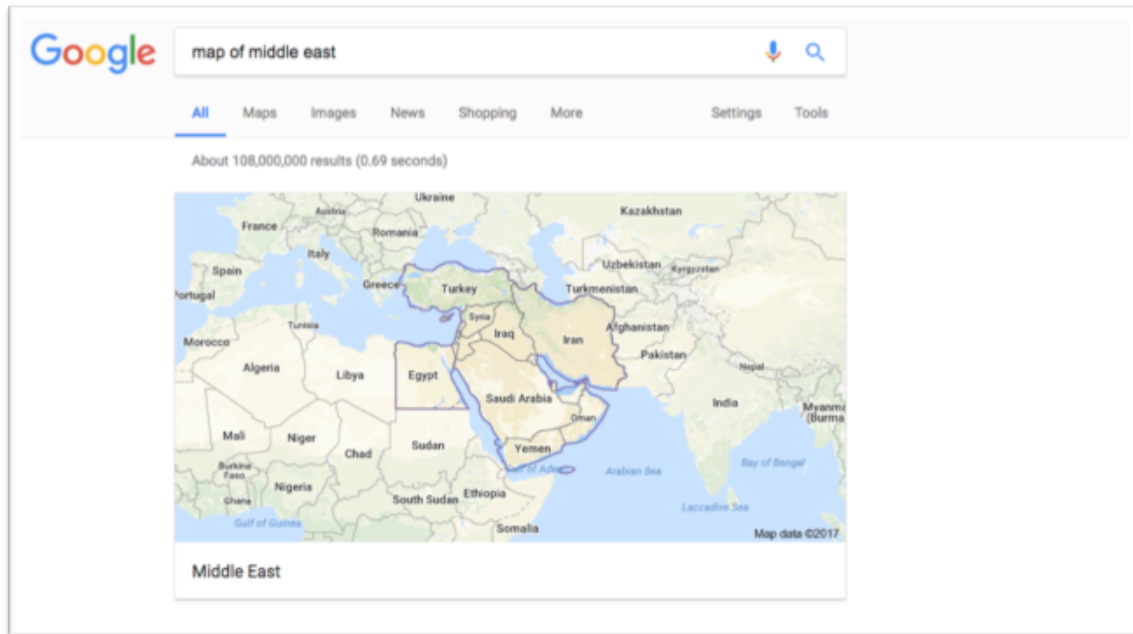 Google
map of middle east
All Maps Images News Shopping More Settings Tools
About 108,000,000 results (0.69 seconds)
Ukraine
Austria
Kazakhstan
France
Romania
Italy
Uzbekistan
Kyrgyzstan
Spain
Greece
Turkey
Turkmenistan
Portugal
Syria
Tunisia
Afghanistan
Iraq
Iran
Morocco
Pakistan
Algeria
Libya
Egypt
Nepal
Saudi Arabia
India
Myanma
(Burma
Oman
Mali
Niger
Sudan
Yemen
Chad
Burkina
Faso
Gulf of Aden
Arabian Sea
Bay of Bengal
Nigeria
South Sudan
Ethiopia
Ghana
Laccadive Sea
Gulf of Guinea
Somalia
Map data ©2017
Middle East